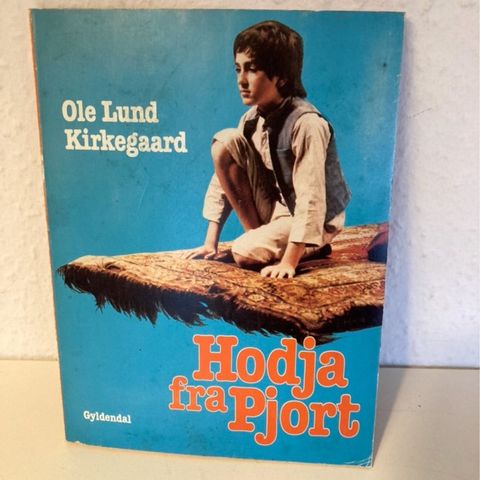 Ole Lund
Kirkegaard
Hodja
fra Pjort
Gyldendal